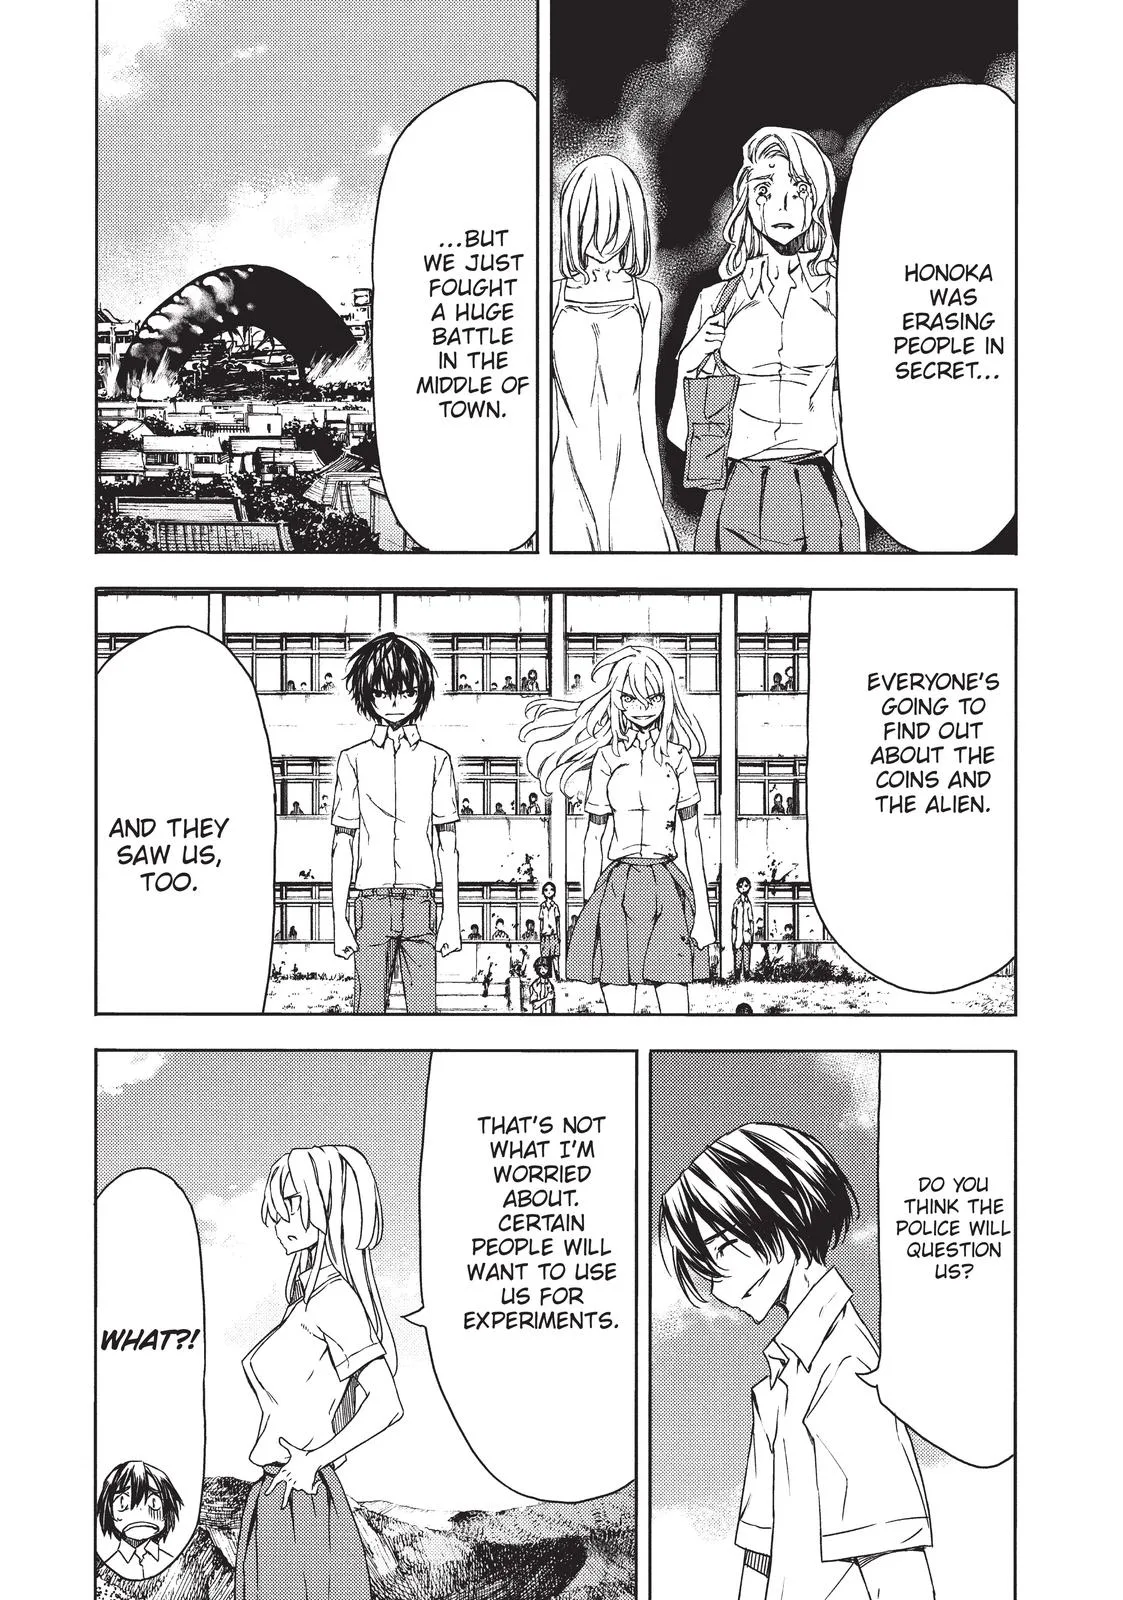 HONOKA
WAS
ERASING
PEOPLE IN
SECRET...
...BUT
WE JUST
FOUGHT
A HUGE
BATTLE
IN THE
MIDDLE OF
TOWN.
EVERYONE'S
GOING TO
FIND OUT
ABOUT THE
COINS AND
THE ALIEN.
AND THEY
SAW US,
TOO.
DO YOU
THINK THE
POLICE WILL
QUESTION
US?
THAT'S NOT
WHAT I'M
WORRIED
ABOUT.
CERTAIN
PEOPLE WILL
WANT TO USE
US FOR
EXPERIMENTS.
WHAT?!